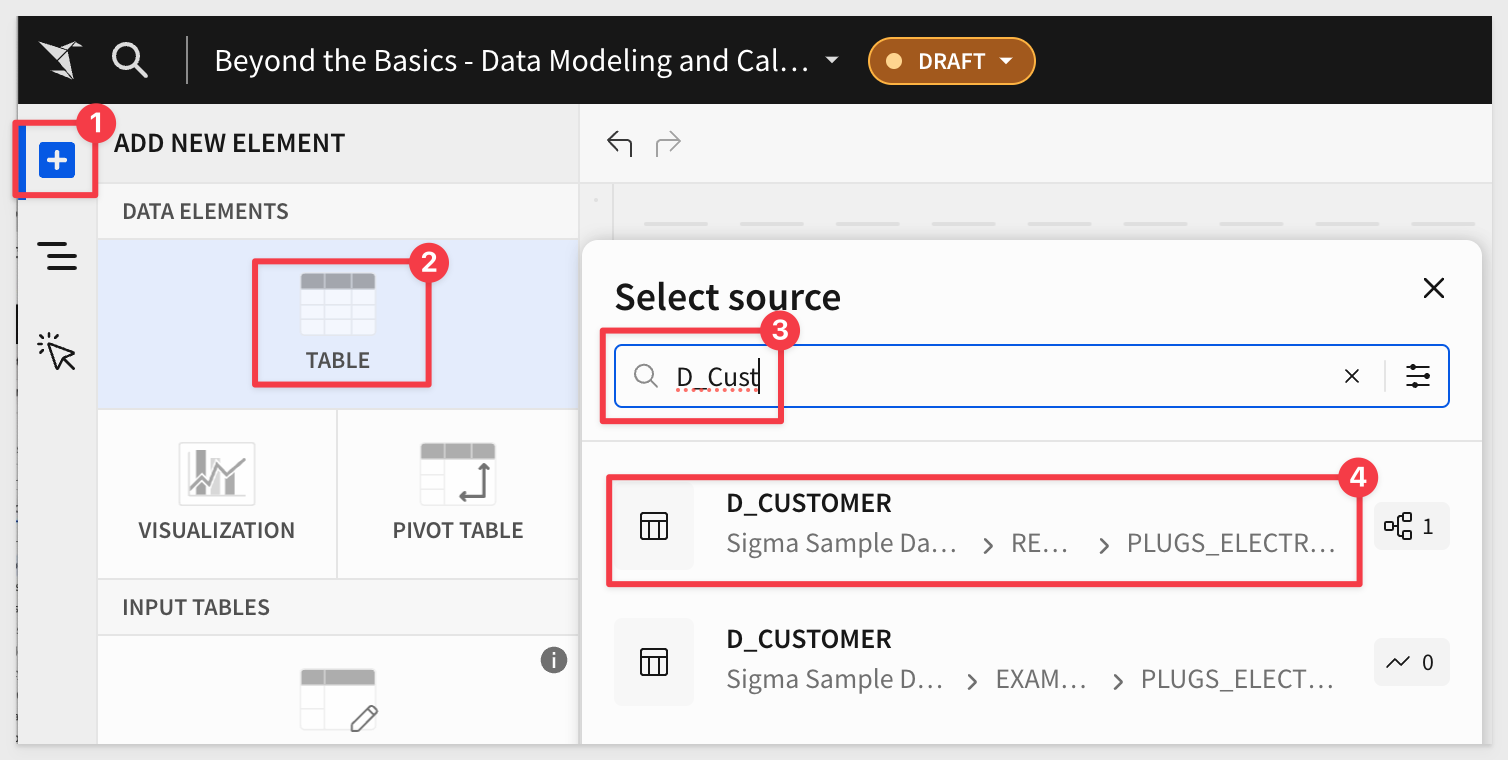 Beyond the Basics - Data Modeling and Cal...
DRAFT
1
ADD NEW ELEMENT
DATA ELEMENTS
2
TABLE
Select source
3
D_Cust
VISUALIZATION
PIVOT TABLE
4
D_CUSTOMER
Sigma Sample Da... > RE... > PLUGS_ELECTR...
1
INPUT TABLES
D_CUSTOMER
Sigma Sample D... > EXAM... > PLUGS_ELECT...
0